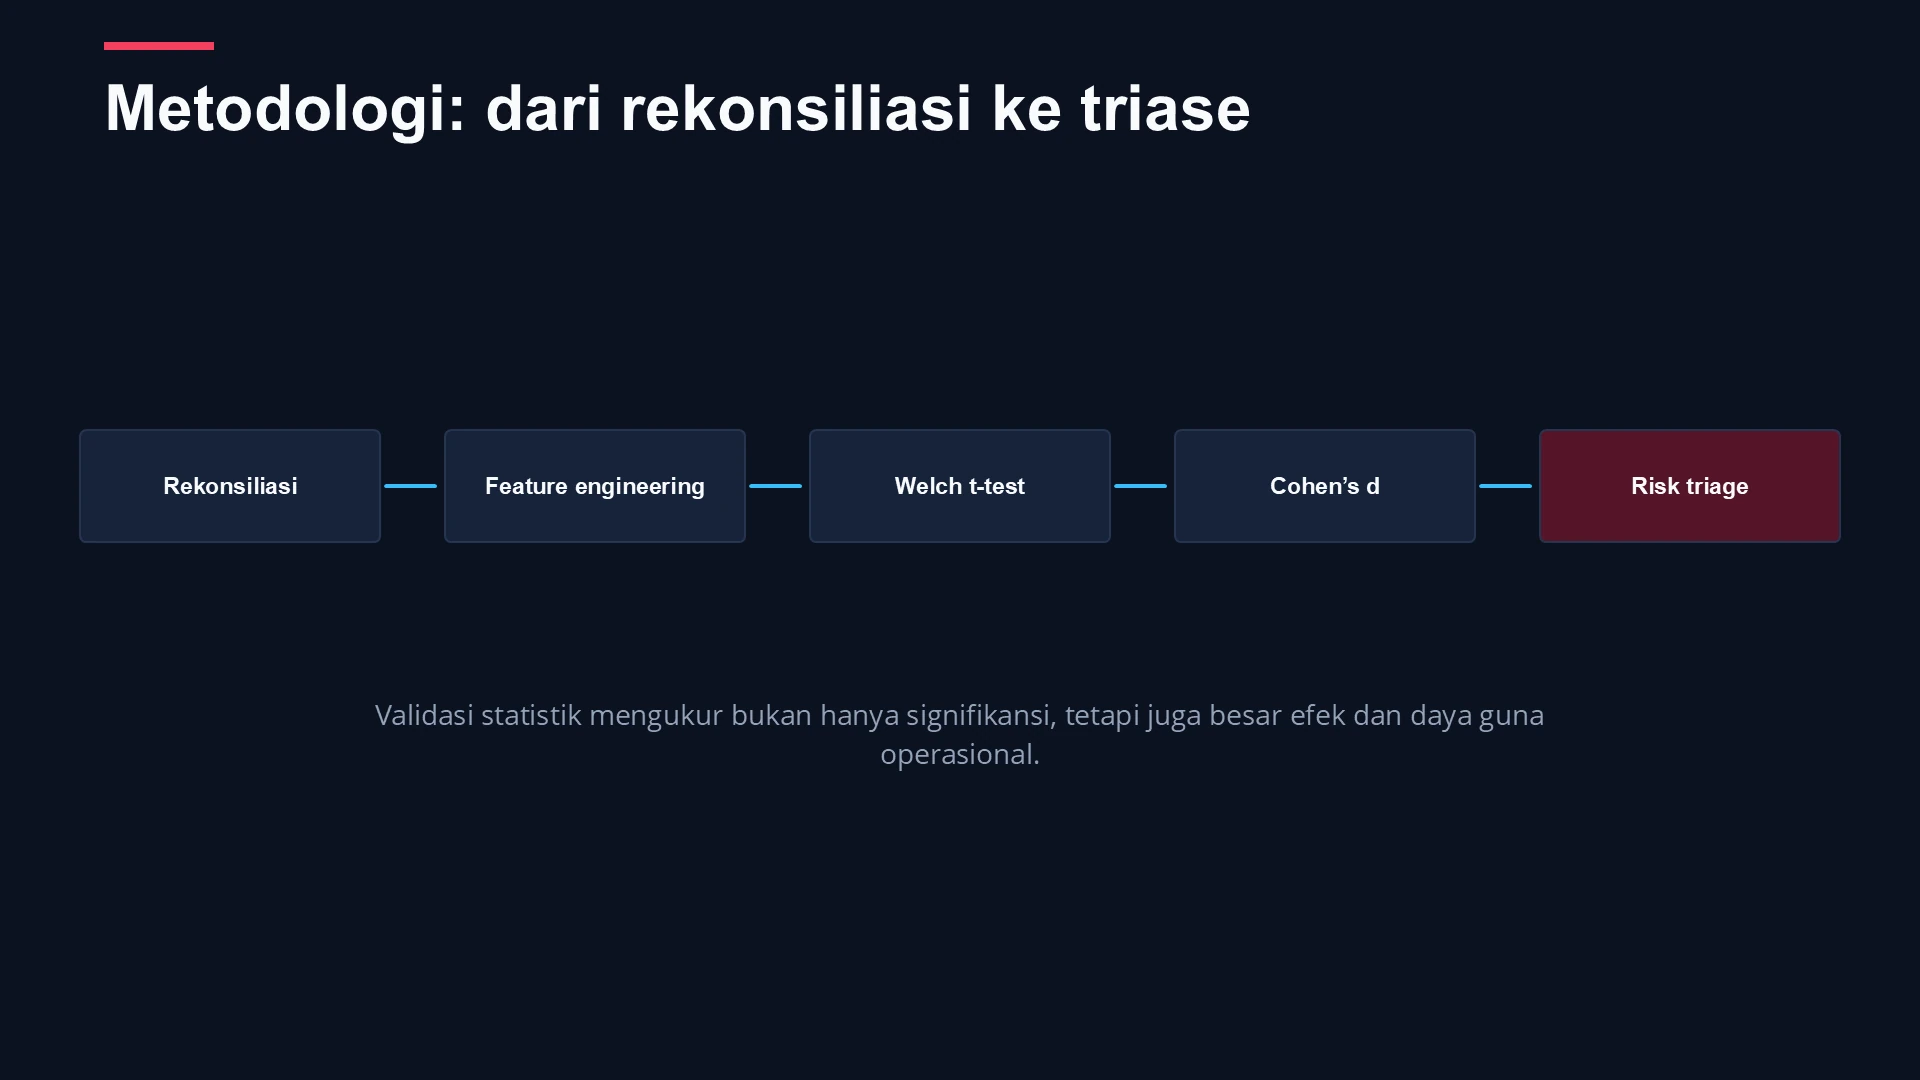 Metodologi: dari rekonsiliasi ke triase
Rekonsiliasi
Feature engineering
Welch t-test
Cohen’s d
Risk triage
Validasi statistik mengukur bukan hanya signifikansi, tetapi juga besar efek dan daya guna
operasional.